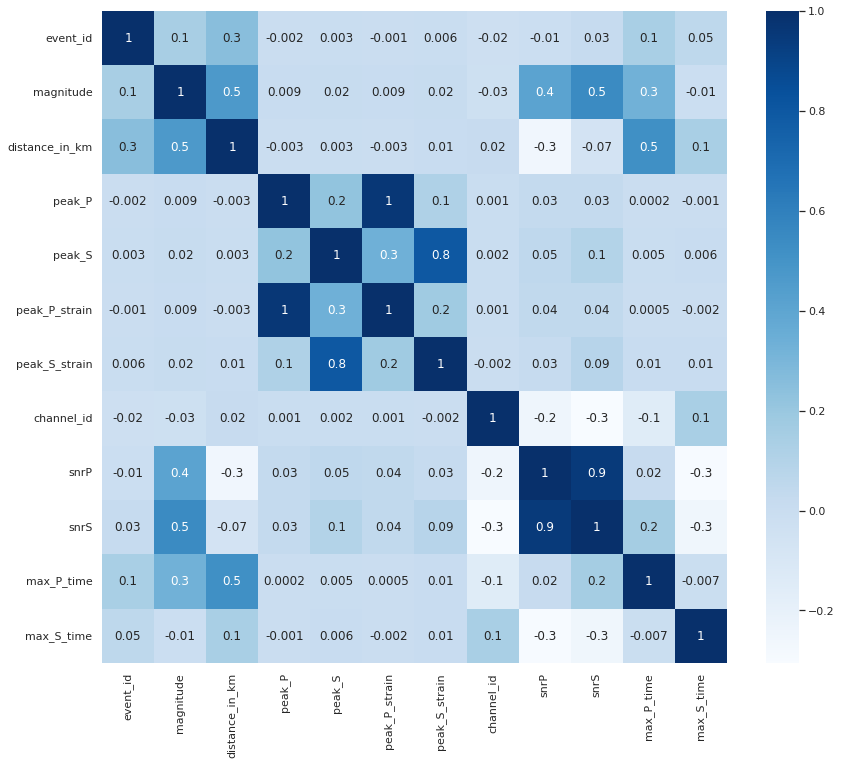 event_id 1 0.1 0.3 -0.002 0.003 -0.001 0.006 -0.02 -0.01 0.03 0.1 0.05
magnitude 0.1 1 0.5 0.009 0.02 0.009 0.02 -0.03 0.4 0.5 0.3 -0.01
distance_in_km 0.3 0.5 1 -0.003 0.003 -0.003 0.01 0.02 -0.3 -0.07 0.5 0.1
peak_P -0.002 0.009 -0.003 1 0.2 1 0.1 0.001 0.03 0.03 0.0002 -0.001
peak_S 0.003 0.02 0.003 0.2 1 0.3 0.8 0.002 0.05 0.1 0.005 0.006
peak_P_strain -0.001 0.009 -0.003 1 0.3 1 0.2 0.001 0.04 0.04 0.0005 -0.002
peak_S_strain 0.006 0.02 0.01 0.1 0.8 0.2 1 -0.002 0.03 0.09 0.01 0.01
channel_id -0.02 -0.03 0.02 0.001 0.002 0.001 -0.002 1 -0.2 -0.3 -0.1 0.1
snrP -0.01 0.4 -0.3 0.03 0.05 0.04 0.03 -0.2 1 0.9 0.02 -0.3
snrS 0.03 0.5 -0.07 0.03 0.1 0.04 0.09 -0.3 0.9 1 0.2 -0.3
max_P_time 0.1 0.3 0.5 0.0002 0.005 0.0005 0.01 -0.1 0.02 0.2 1 -0.007
max_S_time 0.05 -0.01 0.1 -0.001 0.006 -0.002 0.01 0.1 -0.3 -0.3 -0.007 1
event_id
magnitude
distance_in_km
peak_P
peak_S
peak_P_strain
peak_S_strain
channel_id
snrP
snrS
max_P_time
max_S_time
1.0
0.8
0.6
0.4
0.2
0.0
−0.2